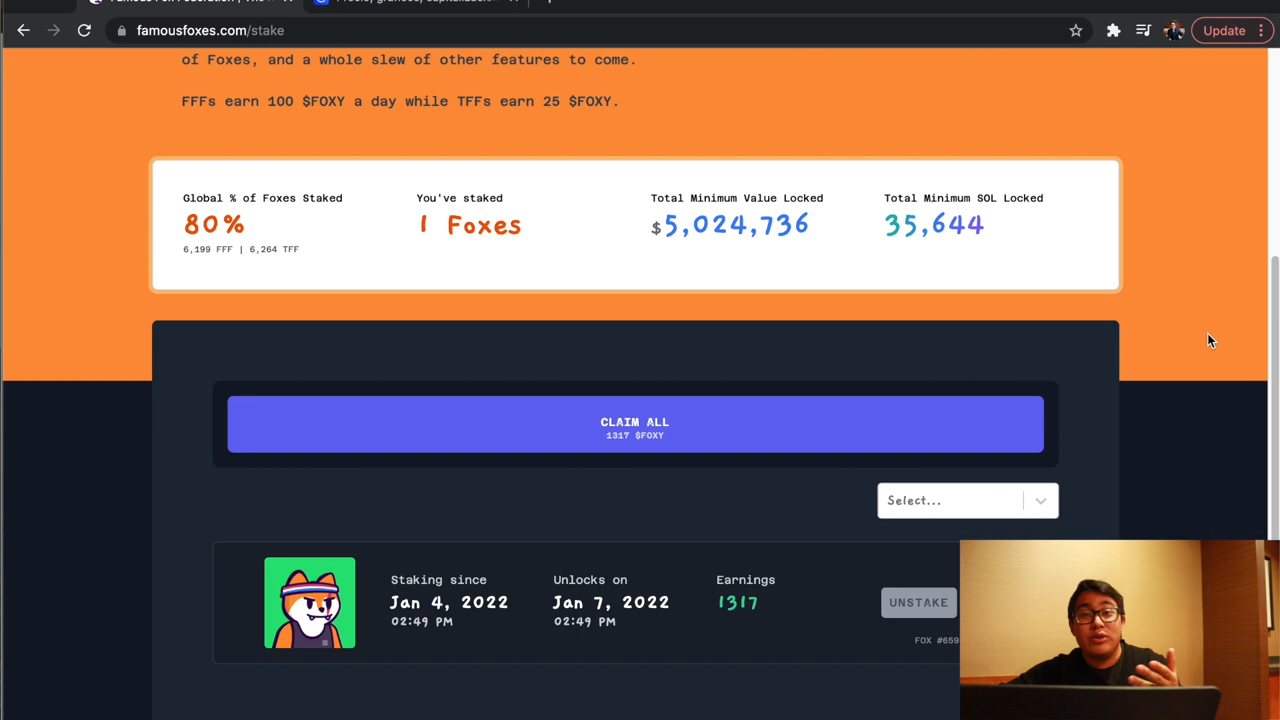 famousfoxes.com/stake
Update
of Foxes, and a whole slew of other features to come.
FFFs earn 100 $FOXY a day while TFFs earn 25 $FOXY.
Global % of Foxes Staked
80%
6,199 FFF | 6,264 TFF
You've staked
1 Foxes
Total Minimum Value Locked
$5,024,736
Total Minimum SOL Locked
35,644
CLAIM ALL
1317 $FOXY
Select...
Staking since
Jan 4, 2022
02:49 PM
Unlocks on
Jan 7, 2022
02:49 PM
Earnings
1317
UNSTAKE
FOX #659